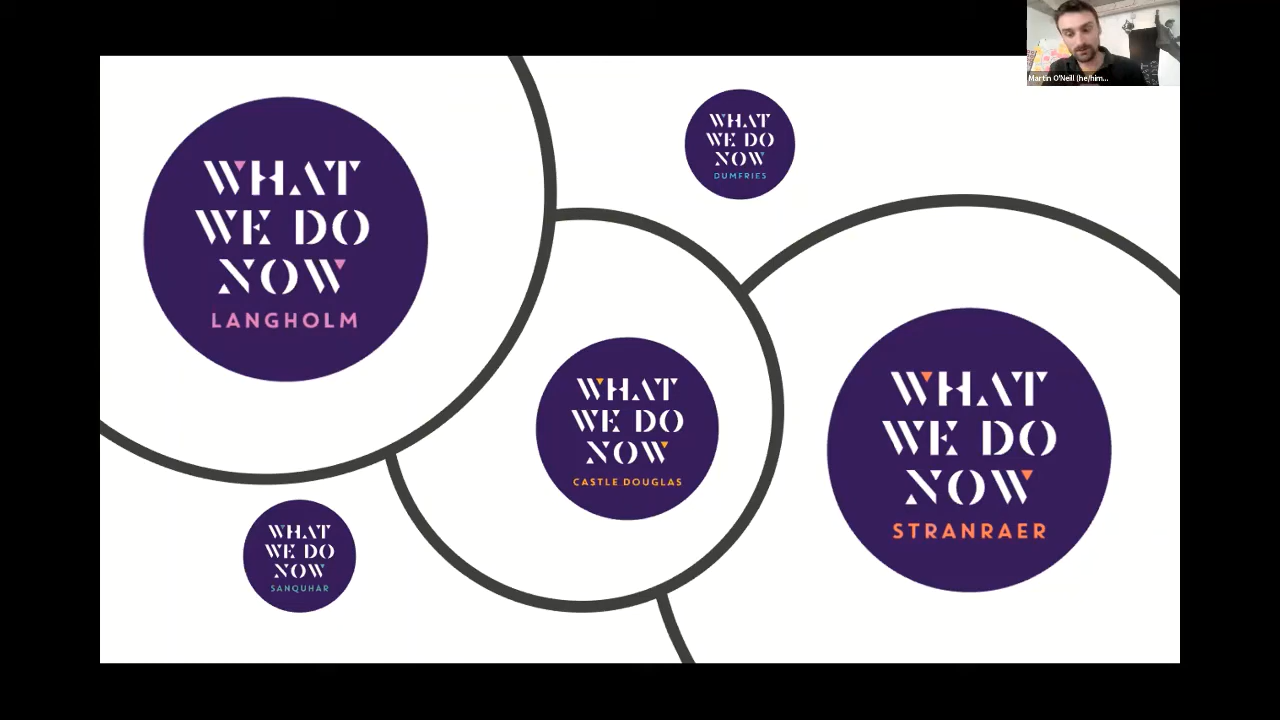 Martin O'Neill (he/him...
WHAT
WE DO
NOW
LANGHOLM
WHAT
WE DO
NOW
DUMFRIES
WHAT
WE DO
NOW
CASTLE DOUGLAS
WHAT
WE DO
NOW
STRANRAER
WHAT
WE DO
NOW
SANQUHAR